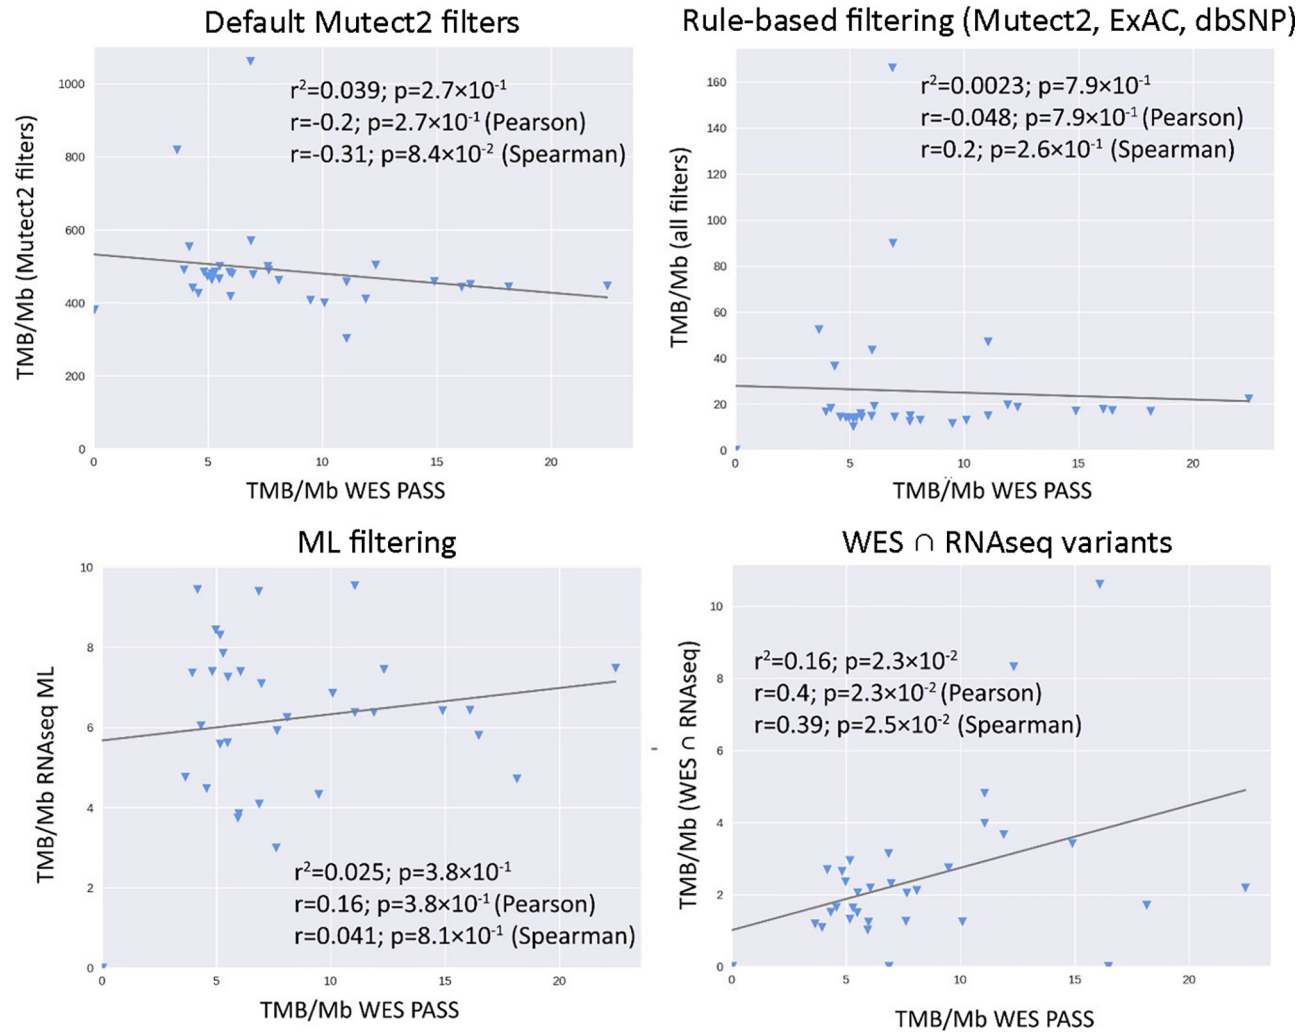 Default Mutect2 filters
r²=0.039; p=2.7×10⁻¹
r=-0.2; p=2.7×10⁻¹ (Pearson)
r=-0.31; p=8.4×10⁻² (Spearman)
TMB/Mb (Mutect2 filters)
1000
800
600
400
200
0
0 5 10 15 20
TMB/Mb WES PASS
Rule-based filtering (Mutect2, ExAC, dbSNP)
r²=0.0023; p=7.9×10⁻¹
r=-0.048; p=7.9×10⁻¹ (Pearson)
r=0.2; p=2.6×10⁻¹ (Spearman)
TMB/Mb (all filters)
160
140
120
100
80
60
40
20
0
0 5 10 15 20
TMB/Mb WES PASS
ML filtering
TMB/Mb RNAseq ML
10
8
6
4
2
0
r²=0.025; p=3.8×10⁻¹
r=0.16; p=3.8×10⁻¹ (Pearson)
r=0.041; p=8.1×10⁻¹ (Spearman)
0 5 10 15 20
TMB/Mb WES PASS
WES ∩ RNAseq variants
r²=0.16; p=2.3×10⁻²
r=0.4; p=2.3×10⁻² (Pearson)
r=0.39; p=2.5×10⁻² (Spearman)
TMB/Mb (WES ∩ RNAseq)
10
8
6
4
2
0
0 5 10 15 20
TMB/Mb WES PASS